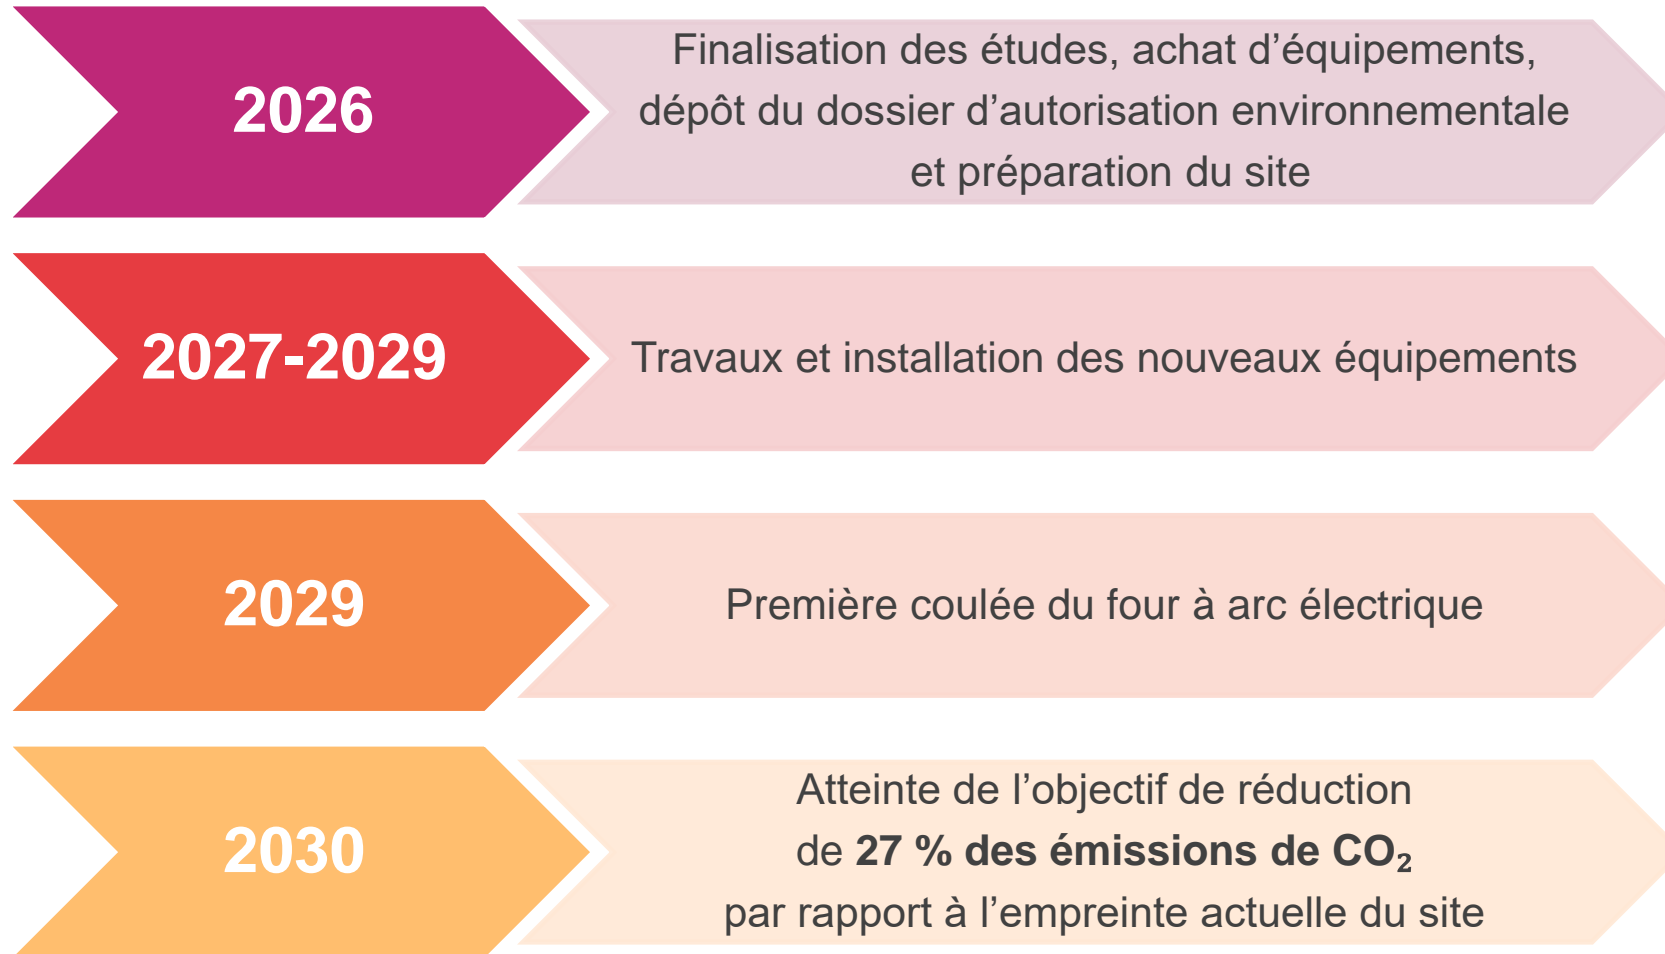 2026
Finalisation des études, achat d’équipements,
dépôt du dossier d’autorisation environnementale
et préparation du site
2027-2029
Travaux et installation des nouveaux équipements
2029
Première coulée du four à arc électrique
2030
Atteinte de l’objectif de réduction
de 27 % des émissions de CO₂
par rapport à l’empreinte actuelle du site